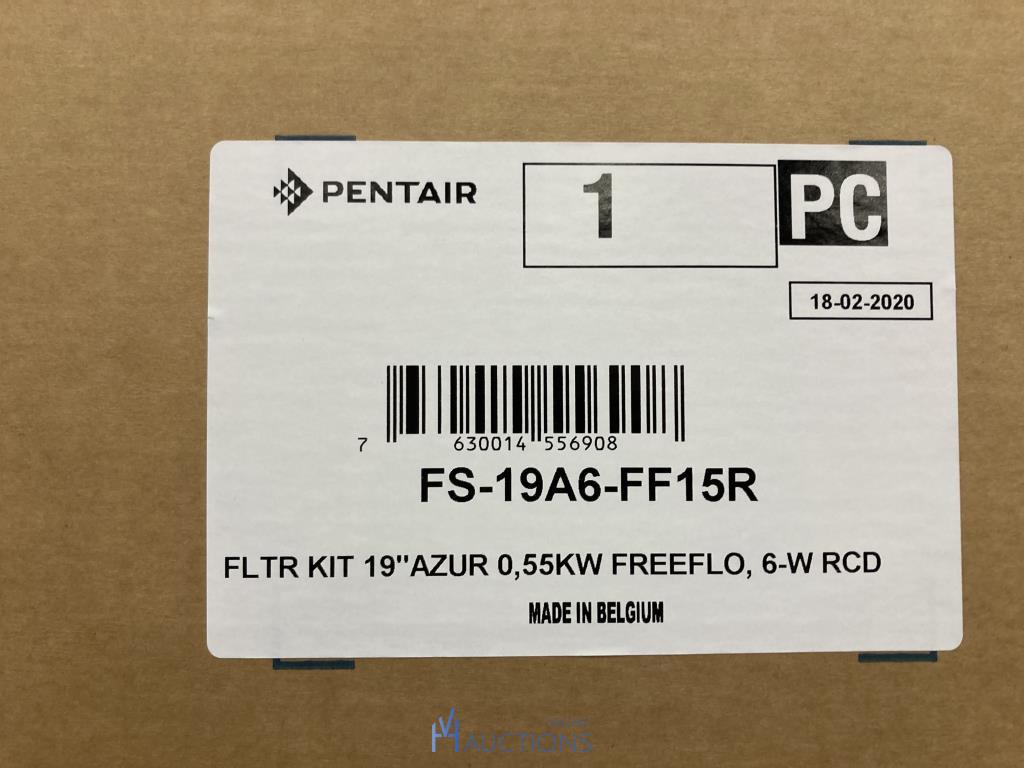 PENTAIR
1
PC
18-02-2020
7 630014 556908
FS-19A6-FF15R
FLTR KIT 19"AZUR 0,55KW FREEFLO, 6-W RCD
MADE IN BELGIUM
AUCTIONS